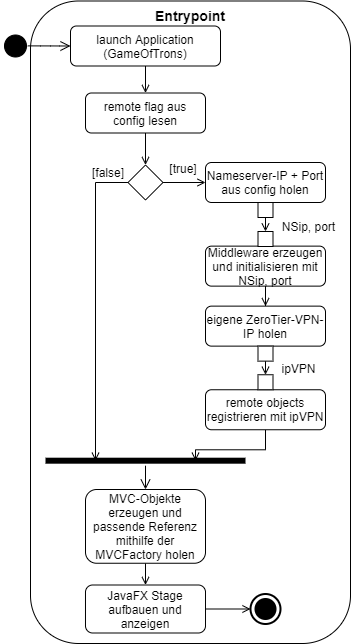 Entrypoint
launch Application
(GameOfTrons)
remote flag aus
config lesen
[false]
[true]
Nameserver-IP + Port
aus config holen
NSip, port
Middleware erzeugen
und initialisieren mit
NSip, port
eigene ZeroTier-VPN-
IP holen
ipVPN
remote objects
registrieren mit ipVPN
MVC-Objekte
erzeugen und
passende Referenz
mithilfe der
MVCFactory holen
JavaFX Stage
aufbauen und
anzeigen